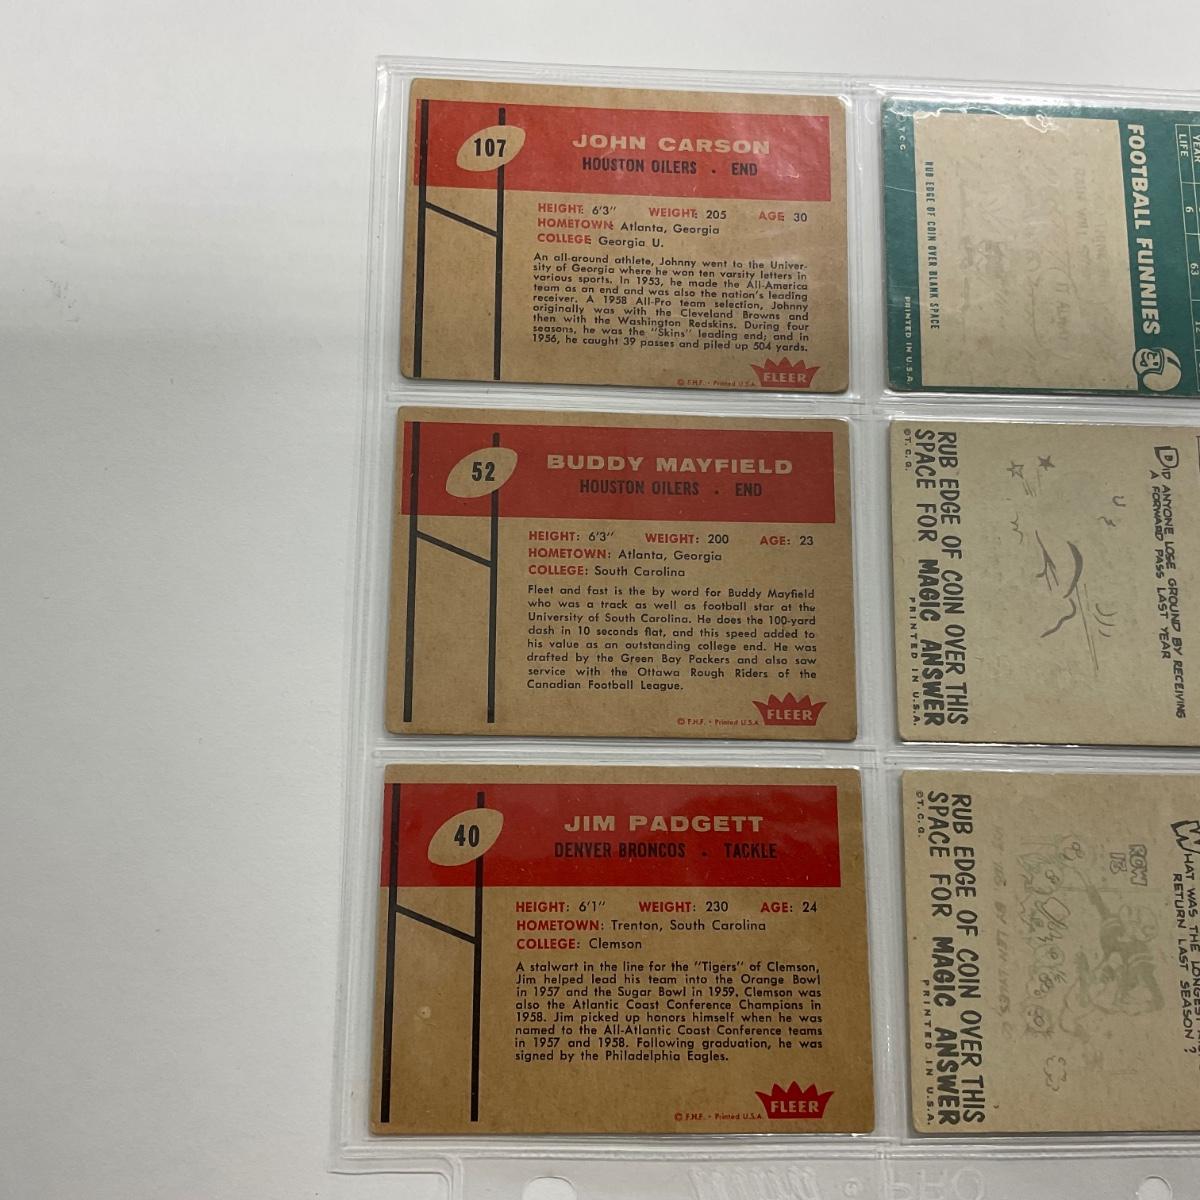 107
JOHN CARSON
HOUSTON OILERS . END
HEIGHT: 6'3" WEIGHT: 205 AGE: 30
HOMETOWN: Atlanta, Georgia
COLLEGE: Georgia U.
An all-around athlete, Johnny went to the Univer-
sity of Georgia where he won ten varsity letters in
various sports. In 1953, he made the All-America
team as an end and was also the nation's leading
receiver. A 1958 All-Pro team selection, Johnny
originally was with the Cleveland Browns and
then with the Washington Redskins. During four
seasons, he was the "Skins" leading end; and in
1956, he caught 39 passes and piled up 504 yards.
© F.H.F. • Printed U.S.A.
FLEER
52
BUDDY MAYFIELD
HOUSTON OILERS . END
HEIGHT: 6'3" WEIGHT: 200 AGE: 23
HOMETOWN: Atlanta, Georgia
COLLEGE: South Carolina
Fleet and fast is the by word for Buddy Mayfield
who was a track as well as football star at the
University of South Carolina. He does the 100-yard
dash in 10 seconds flat, and this speed added to
his value as an outstanding college end. He was
drafted by the Green Bay Packers and also saw
service with the Ottawa Rough Riders of the
Canadian Football League.
© F.H.F. • Printed U.S.A.
FLEER
40
JIM PADGETT
DENVER BRONCOS . TACKLE
HEIGHT: 6'1" WEIGHT: 230 AGE: 24
HOMETOWN: Trenton, South Carolina
COLLEGE: Clemson
A stalwart in the line for the "Tigers" of Clemson,
Jim helped lead his team into the Orange Bowl
in 1957 and the Sugar Bowl in 1959. Clemson was
also the Atlantic Coast Conference Champions in
1958. Jim picked up honors himself when he was
named to the All-Atlantic Coast Conference teams
in 1957 and 1958. Following graduation, he was
signed by the Philadelphia Eagles.
© F.H.F. • Printed U.S.A.
FLEER
YEAR
LIFE
6
63
FOOTBALL FUNNIES
RUB EDGE OF COIN OVER BLANK SPACE
T.C.G.
PRINTED IN U.S.A.
DID ANYONE LOSE GROUND BY RECEIVING
A FORWARD PASS LAST YEAR
RUB EDGE OF COIN OVER THIS
SPACE FOR MAGIC ANSWER
© T.C.G.
PRINTED IN U.S.A.
WHAT WAS THE LONGEST
RETURN LAST SEASON?
RUB EDGE OF COIN OVER THIS
SPACE FOR MAGIC ANSWER
© T.C.G.
PRINTED IN U.S.A.